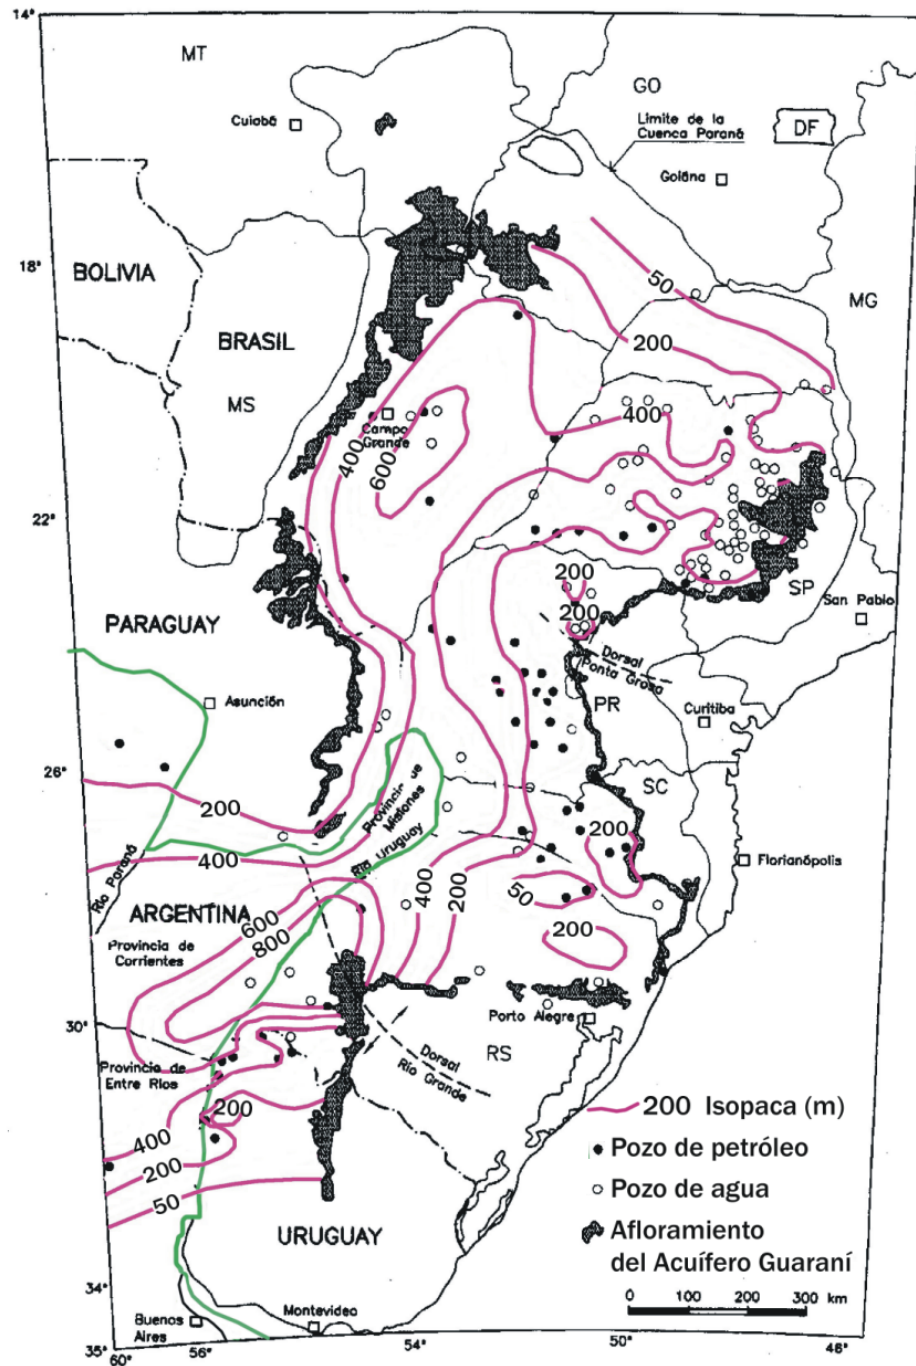 14°
MT
GO
Cuiabá
Limite de la
Cuenca Paraná
DF
Goiâna
18°
BOLIVIA
50
MG
BRASIL
200
MS
400
Campo
Grande
400
600
22°
200
SP
San Pablo
PARAGUAY
200
Dorsal
Ponta Grosa
Asunción
PR
Curitiba
26°
Provincia de
Misiones
SC
200
200
Río Uruguay
400
Florianópolis
Río Paraná
400
200
50
ARGENTINA
600
800
200
Provincia de
Corrientes
30°
Porto Alegre
RS
Dorsal
Río Grande
Provincia de
Entre Ríos
200
200 Isopaca (m)
400
Pozo de petróleo
200
Pozo de agua
50
URUGUAY
Afloramiento
del Acuífero Guaraní
34°
0 100 200 300 km
Buenos
Aires
Montevideo
35°
60°
56°
54°
50°
46°